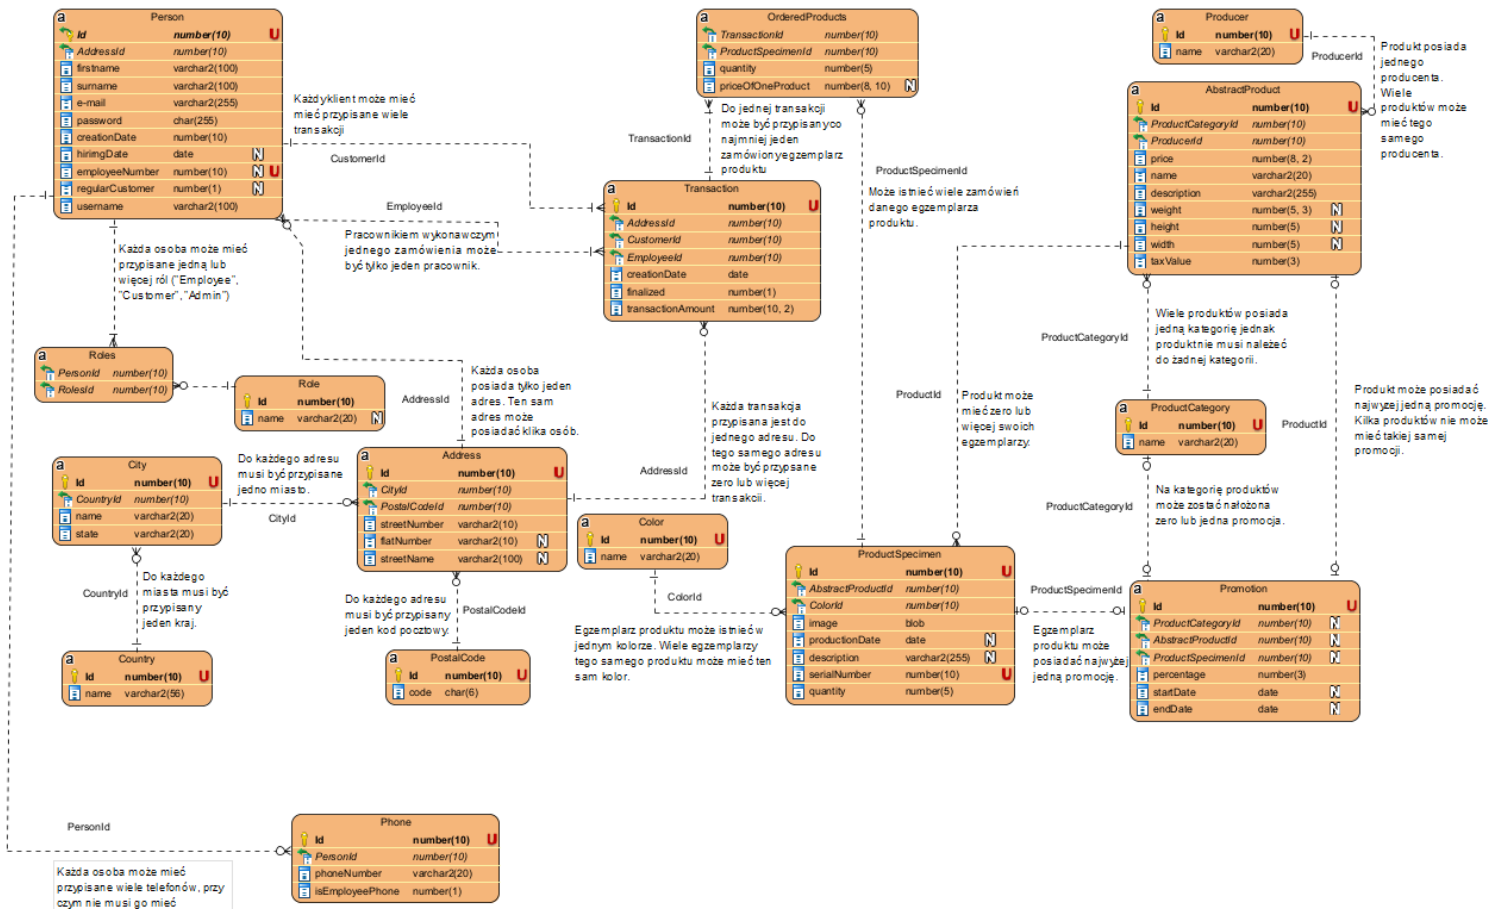 a Person
Id number(10) U
AddressId number(10)
firstname varchar2(100)
surname varchar2(100)
e-mail varchar2(255)
password char(255)
creationDate number(10)
hirimgDate date N
employeeNumber number(10) N U
regularCustomer number(1) N
username varchar2(100)
Każdyklient może mieć
mieć przypisane wiele
transakcji
CustomerId
EmployeeId
Pracownikiem wykonawczym
jednego zamówienia może
być tylko jeden pracownik.
Każda osoba może mieć
przypisane jedną lub
więcej ról ("Employee",
"Customer", "Admin")
a OrderedProducts
TransactionId number(10)
ProductSpecimenId number(10)
quantity number(5)
priceOfOneProduct number(8, 10) N
TransactionId
Do jednej transakcji
może być przypisanyco
najmniej jeden
zamówionyegzemplarz
produktu
ProductSpecimenId
Może istnieć wiele zamówień
danego egzemplarza
produktu.
a Transaction
Id number(10) U
AddressId number(10)
CustomerId number(10)
EmployeeId number(10)
creationDate date
finalized number(1)
transactionAmount number(10, 2)
a Producer
Id number(10) U
name varchar2(20)
ProducerId
Produkt posiada
jednego
producenta.
Wiele
produktów może
mieć tego
samego
producenta.
a AbstractProduct
Id number(10) U
ProductCategoryId number(10)
ProducerId number(10)
price number(8, 2)
name varchar2(20)
description varchar2(255)
weight number(5, 3) N
height number(5) N
width number(5) N
taxValue number(3)
a Roles
PersonId number(10)
RolesId number(10)
a Role
Id number(10)
name varchar2(20) N
AddressId
Każda osoba
posiada tylko jeden
adres. Ten sam
adres może
posiadać klika osób.
Każda transakcja
przypisana jest do
jednego adresu. Do
tego samego adresu
może być przypsane
zero lub więcej
transakcii.
AddressId
ProductId
Produkt może
mieć zero lub
więcej swoich
egzemplarzy.
ProductCategoryId
Wiele produktów posiada
jedną kategorię jednak
produktnie musi należeć
do żadnej kategorii.
a ProductCategory
Id number(10) U
name varchar2(20)
ProductId
Produkt może posiadać
najwyzej jedną promocję.
Kilka produktów nie może
mieć takiej samej
promocji.
ProductCategoryId
Na kategorię produktów
może zostać nałożona
zero lub jedna promocja.
a City
Id number(10) U
CountryId number(10)
name varchar2(20)
state varchar2(20)
Do każdego adresu
musi być przypisane
jedno miasto.
CityId
a Address
Id number(10) U
CityId number(10)
PostalCodeId number(10)
streetNumber varchar2(10)
flatNumber varchar2(10) N
streetName varchar2(100) N
CountryId
Do każdego
miasta musi być
przypisany
jeden kraj.
a Country
Id number(10) U
name varchar2(56)
Do każdego adresu
musi być przypisany
jeden kod pocztowy.
PostalCodeId
a PostalCode
Id number(10) U
code char(6)
a Color
Id number(10) U
name varchar2(20)
ColorId
Egzemplarz produktu może istnieć w
jednym kolorze. Wiele egzemplarzy
tego samego produktu może mieć ten
sam kolor.
a ProductSpecimen
Id number(10) U
AbstractProductId number(10)
ColorId number(10)
image blob
productionDate date N
description varchar2(255) N
serialNumber number(10) U
quantity number(5)
ProductSpecimenId
Egzemplarz
produktu może
posiadać najwyżej
jedną promocję.
a Promotion
Id number(10) U
ProductCategoryId number(10) N
AbstractProductId number(10) N
ProductSpecimenId number(10) N
percentage number(3)
startDate date N
endDate date N
PersonId
Każda osoba może mieć
przypisane wiele telefonów, przy
czym nie musi go mieć
a Phone
Id number(10) U
PersonId number(10)
phoneNumber varchar2(20)
isEmployeePhone number(1)